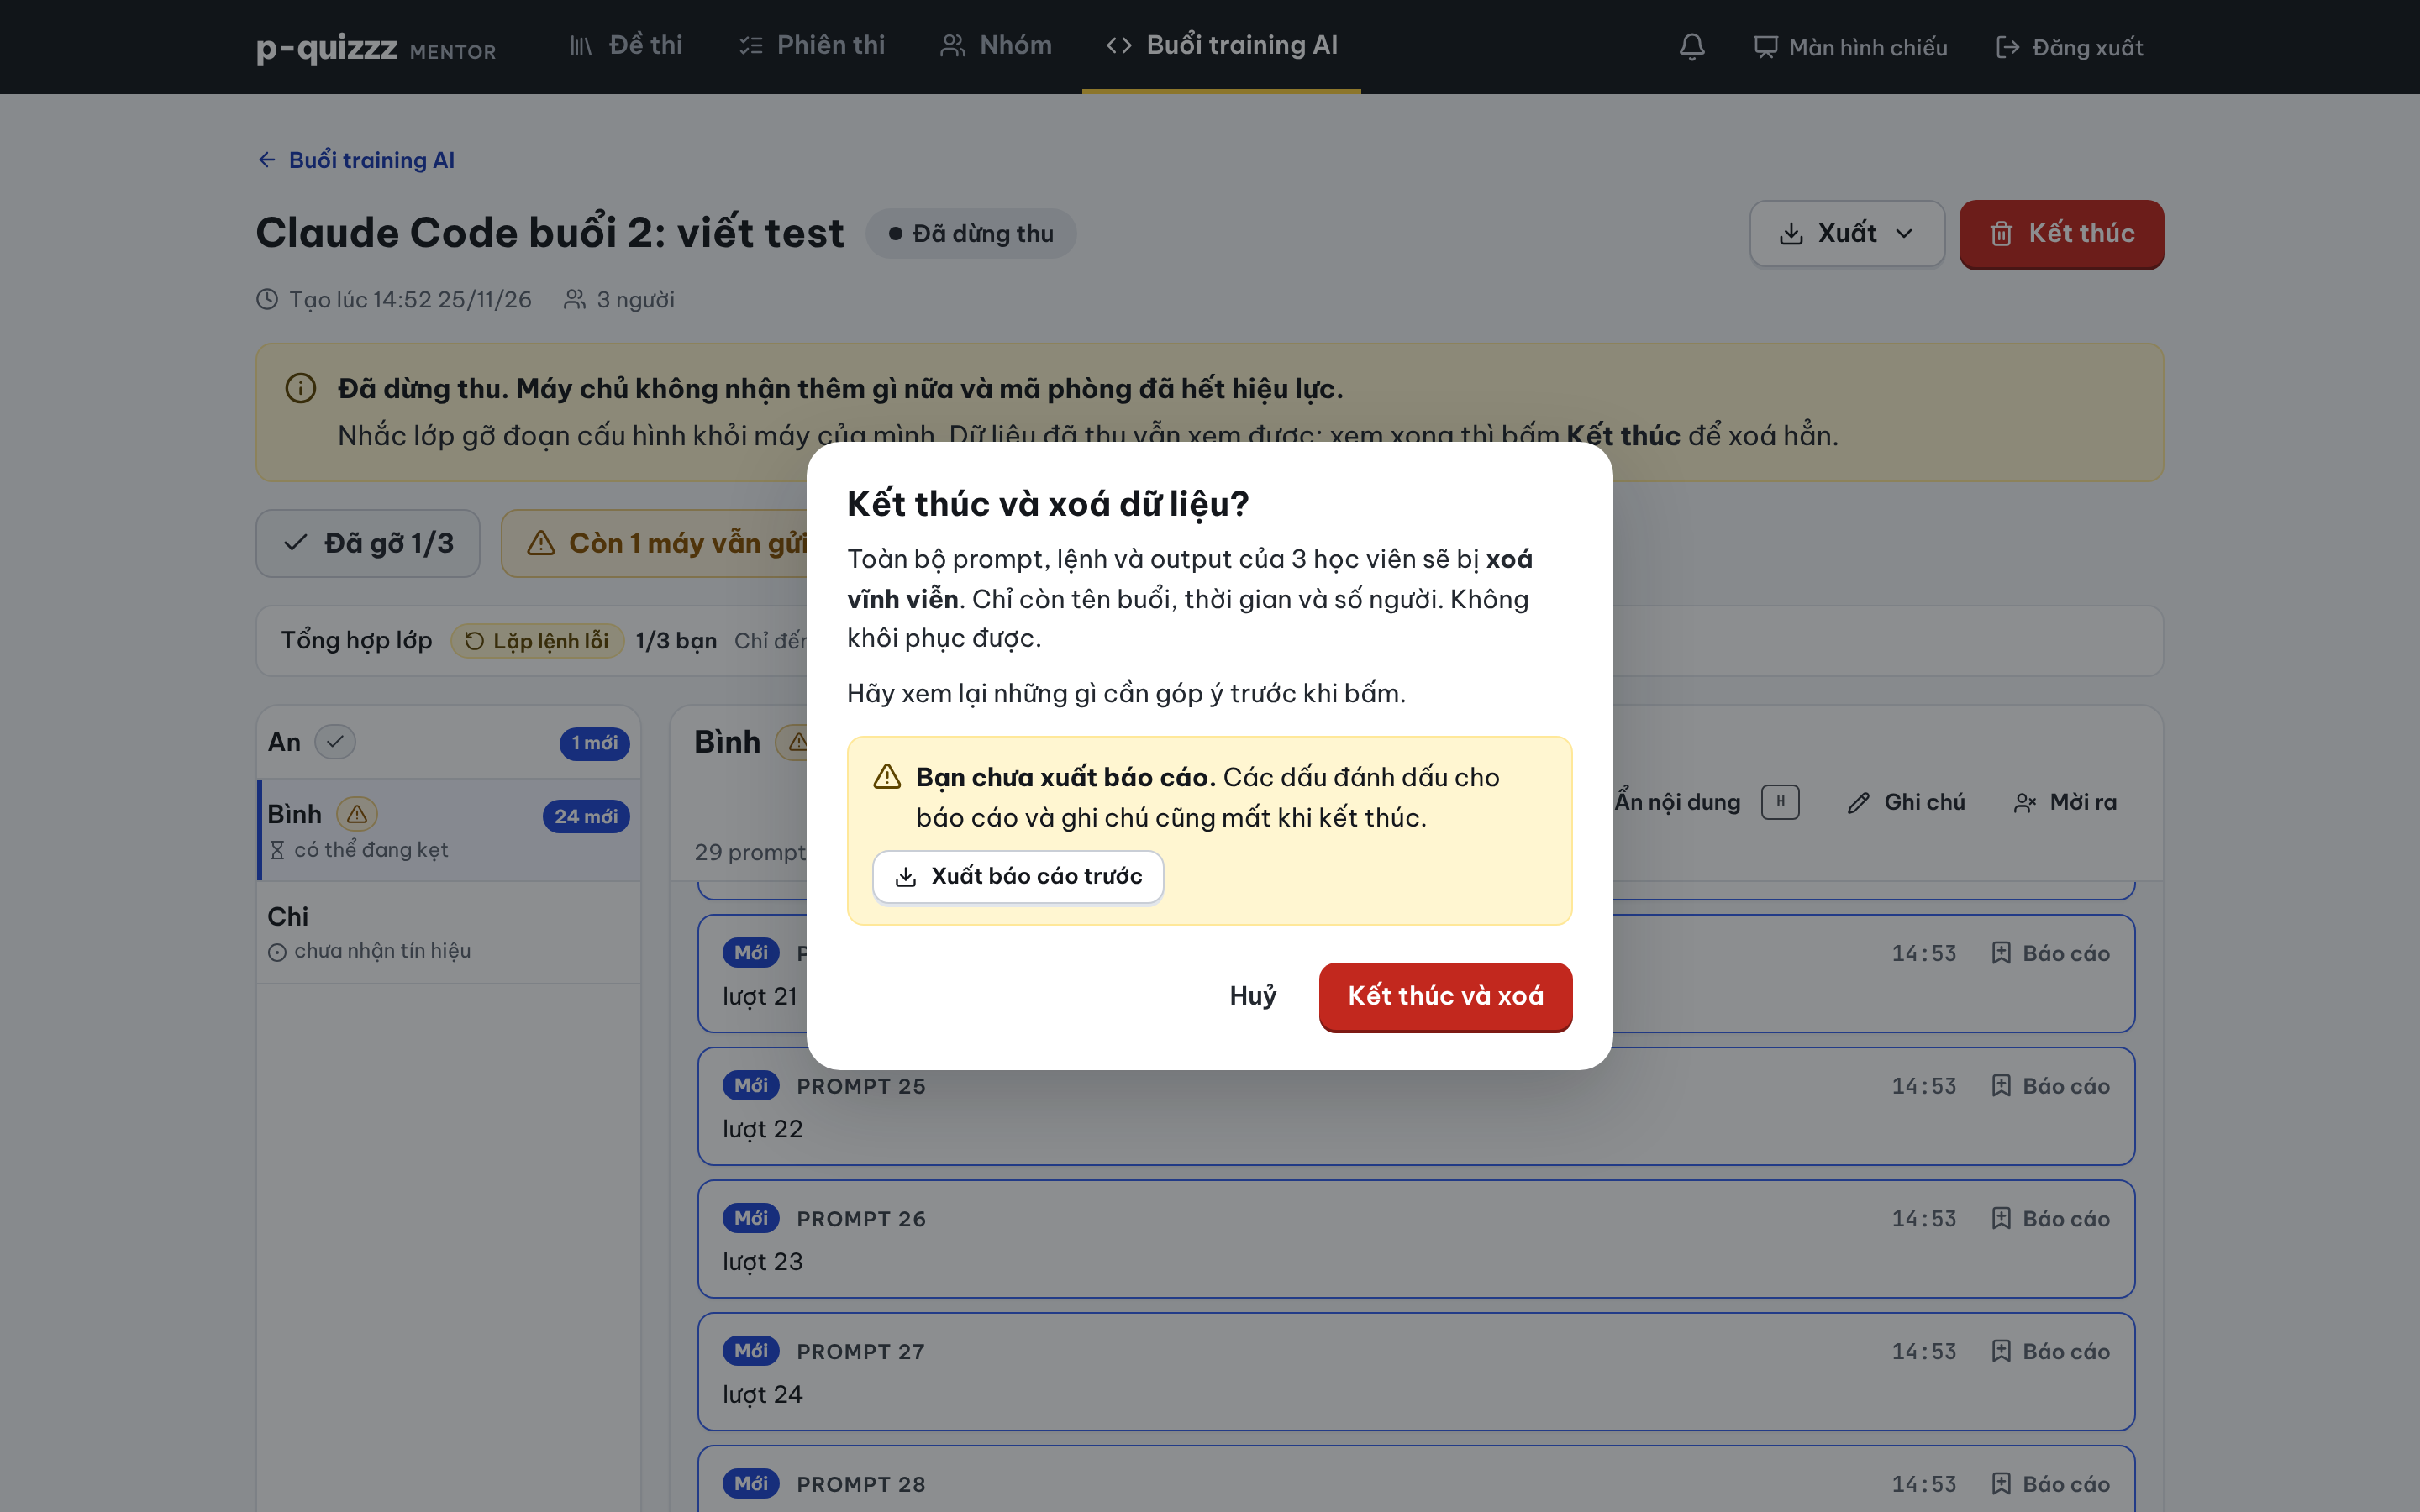 p-quizzz MENTOR
Đề thi
Phiên thi
Nhóm
Buổi training AI
Màn hình chiếu
Đăng xuất
Buổi training AI
Claude Code buổi 2: viết test
Đã dừng thu
Xuất
Kết thúc
Tạo lúc 14:52 25/11/26
3 người
Đã dừng thu. Máy chủ không nhận thêm gì nữa và mã phòng đã hết hiệu lực.
Nhắc lớp gỡ đoạn cấu hình khỏi máy của mình. Dữ liệu đã thu vẫn xem được; xem xong thì bấm Kết thúc để xoá hẳn.
Đã gỡ 1/3
Còn 1 máy vẫn gửi
Tổng hợp lớp
Lặp lệnh lỗi
1/3 bạn
Chỉ đến
An
1 mới
Bình
24 mới
có thể đang kẹt
Chi
chưa nhận tín hiệu
Bình
29 prompt
Ẩn nội dung
H
Ghi chú
Mời ra
Kết thúc và xoá dữ liệu?
Toàn bộ prompt, lệnh và output của 3 học viên sẽ bị xoá
vĩnh viễn. Chỉ còn tên buổi, thời gian và số người. Không
khôi phục được.
Hãy xem lại những gì cần góp ý trước khi bấm.
Bạn chưa xuất báo cáo. Các dấu đánh dấu cho
báo cáo và ghi chú cũng mất khi kết thúc.
Xuất báo cáo trước
Huỷ
Kết thúc và xoá
Mới
14:53
Báo cáo
lượt 21
Mới
PROMPT 25
14:53
Báo cáo
lượt 22
Mới
PROMPT 26
14:53
Báo cáo
lượt 23
Mới
PROMPT 27
14:53
Báo cáo
lượt 24
Mới
PROMPT 28
14:53
Báo cáo